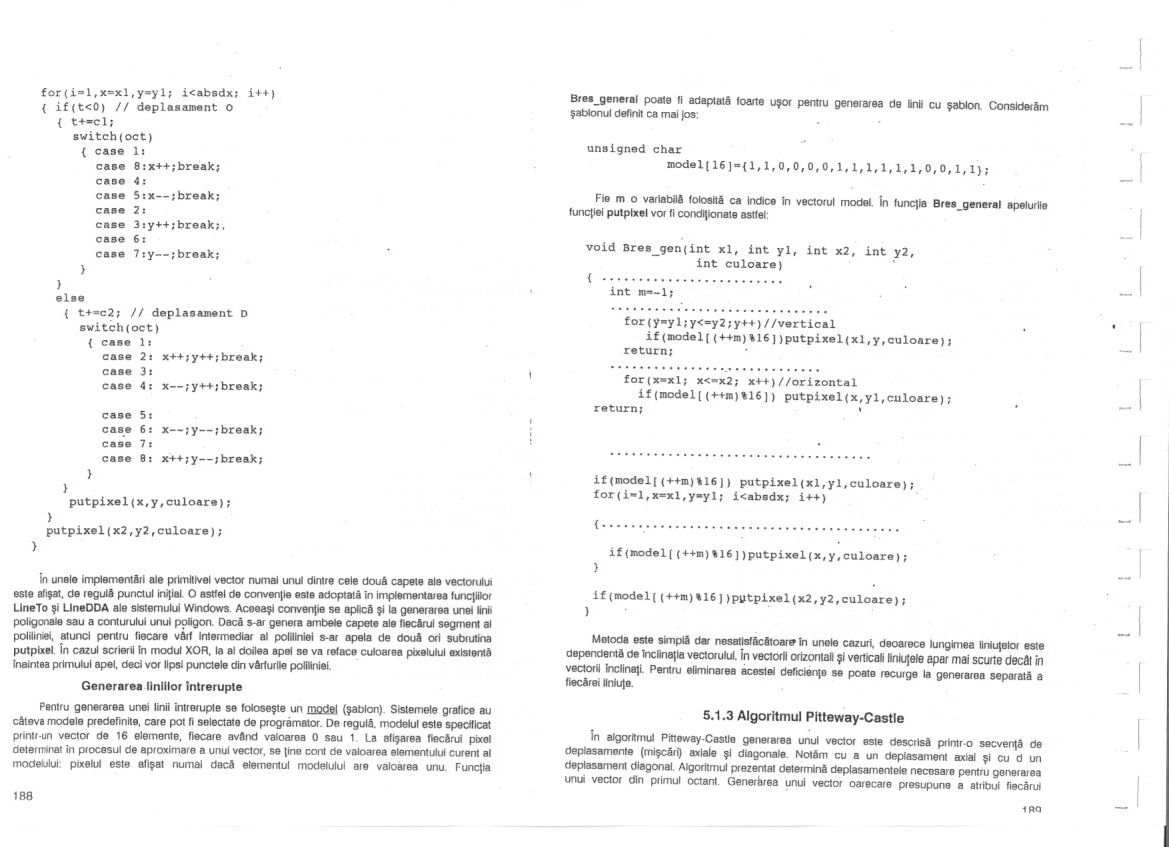 for(i=1,x=x1,y=y1; i<absdx; i++)
{ if(t<0) // deplasament O
{ t+=c1;
switch(oct)
{ case 1:
case 8:x++;break;
case 4:
case 5:x--;break;
case 2:
case 3:y++;break;.
case 6:
case 7:y--;break;
}
}
else
{ t+=c2; // deplasament D
switch(oct)
{ case 1:
case 2: x++;y++;break;
case 3:
case 4: x--;y++;break;
case 5:
case 6: x--;y--;break;
case 7:
case 8: x++;y--;break;
}
}
putpixel(x,y,culoare);
}
putpixel(x2,y2,culoare);
}
În unele implementări ale primitivei vector numai unul dintre cele două capete ale vectorului
este afişat, de regulă punctul iniţial. O astfel de convenţie este adoptată în implementarea funcţiilor
LineTo şi LineDDA ale sistemului Windows. Aceeaşi convenţie se aplică şi la generarea unei linii
poligonale sau a conturului unui poligon. Dacă s-ar genera ambele capete ale fiecărui segment al
poliliniei, atunci pentru fiecare vârf intermediar al poliliniei s-ar apela de două ori subrutina
putpixel. În cazul scrierii în modul XOR, la al doilea apel se va reface culoarea pixelului existentă
înaintea primului apel, deci vor lipsi punctele din vârfurile poliliniei.
Generarea liniilor întrerupte
Pentru generarea unei linii întrerupte se foloseşte un model (şablon). Sistemele grafice au
câteva modele predefinite, care pot fi selectate de programator. De regulă, modelul este specificat
printr-un vector de 16 elemente, fiecare având valoarea 0 sau 1. La afişarea fiecărui pixel
determinat în procesul de aproximare a unui vector, se ţine cont de valoarea elementului curent al
modelului: pixelul este afişat numai dacă elementul modelului are valoarea unu. Funcţia
188
Bres_general poate fi adaptată foarte uşor pentru generarea de linii cu şablon. Considerăm
şablonul definit ca mai jos:
unsigned char
model[16]={1,1,0,0,0,0,1,1,1,1,1,1,0,0,1,1};
Fie m o variabilă folosită ca indice în vectorul model. În funcţia Bres_general apelurile
funcţiei putpixel vor fi condiţionate astfel:
void Bres_gen(int x1, int y1, int x2, int y2,
int culoare)
{ .........................
int m=-1;
..............................
for(y=y1;y<=y2;y++)//vertical
if(model[(++m)%16])putpixel(x1,y,culoare);
return;
.............................
for(x=x1; x<=x2; x++)//orizontal
if(model[(++m)%16]) putpixel(x,y1,culoare);
return;
....................................
if(model[(++m)%16]) putpixel(x1,y1,culoare);
for(i=1,x=x1,y=y1; i<absdx; i++)
{.........................................
if(model[(++m)%16])putpixel(x,y,culoare);
}
if(model[(++m)%16])putpixel(x2,y2,culoare);
}
Metoda este simplă dar nesatisfăcătoare în unele cazuri, deoarece lungimea liniuţelor este
dependentă de înclinaţia vectorului. În vectorii orizontali şi verticali liniuţele apar mai scurte decât în
vectorii înclinaţi. Pentru eliminarea acestei deficienţe se poate recurge la generarea separată a
fiecărei liniuţe.
5.1.3 Algoritmul Pitteway-Castle
În algoritmul Pitteway-Castle generarea unui vector este descrisă printr-o secvenţă de
deplasamente (mişcări) axiale şi diagonale. Notăm cu a un deplasament axial şi cu d un
deplasament diagonal. Algoritmul prezentat determină deplasamentele necesare pentru generarea
unui vector din primul octant. Generarea unui vector oarecare presupune a atribui fiecărui
189